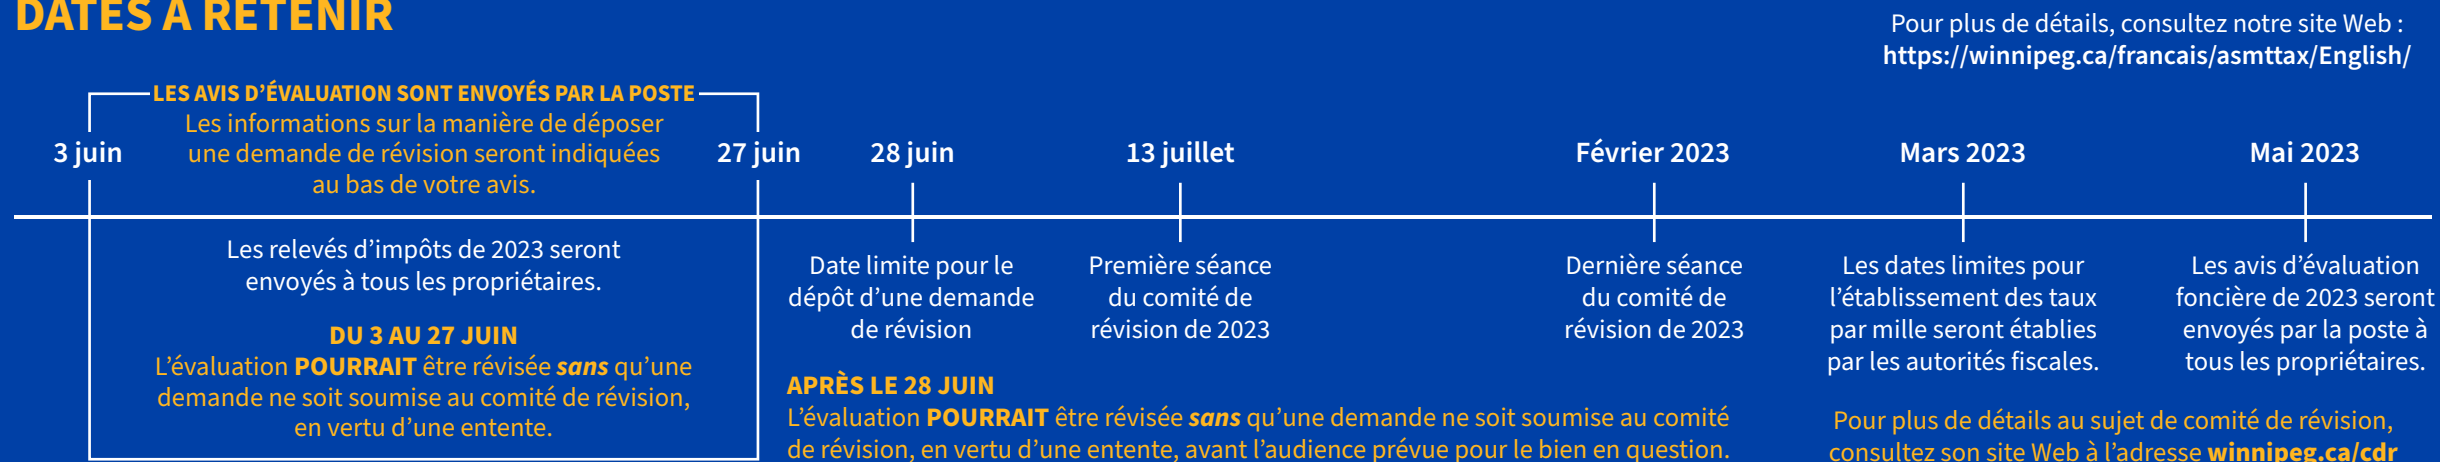 DATES À RETENIR
Pour plus de détails, consultez notre site Web :
https://winnipeg.ca/francais/asmttax/English/
LES AVIS D’ÉVALUATION SONT ENVOYÉS PAR LA POSTE
Les informations sur la manière de déposer
une demande de révision seront indiquées
au bas de votre avis.
3 juin
27 juin
28 juin
13 juillet
Février 2023
Mars 2023
Mai 2023
Les relevés d’impôts de 2023 seront
envoyés à tous les propriétaires.
DU 3 AU 27 JUIN
L’évaluation POURRAIT être révisée sans qu’une
demande ne soit soumise au comité de révision,
en vertu d’une entente.
Date limite pour le
dépôt d’une demande
de révision
Première séance
du comité de
révision de 2023
Dernière séance
du comité de
révision de 2023
Les dates limites pour
l’établissement des taux
par mille seront établies
par les autorités fiscales.
Les avis d’évaluation
foncière de 2023 seront
envoyés par la poste à
tous les propriétaires.
APRÈS LE 28 JUIN
L’évaluation POURRAIT être révisée sans qu’une demande ne soit soumise au comité
de révision, en vertu d’une entente, avant l’audience prévue pour le bien en question.
Pour plus de détails au sujet de comité de révision,
consultez son site Web à l’adresse winnipeg.ca/cdr